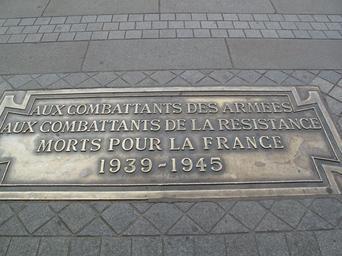 AUX COMBATTANTS DES ARMEES
AUX COMBATTANTS DE LA RESISTANCE
MORTS POUR LA FRANCE
1939-1945